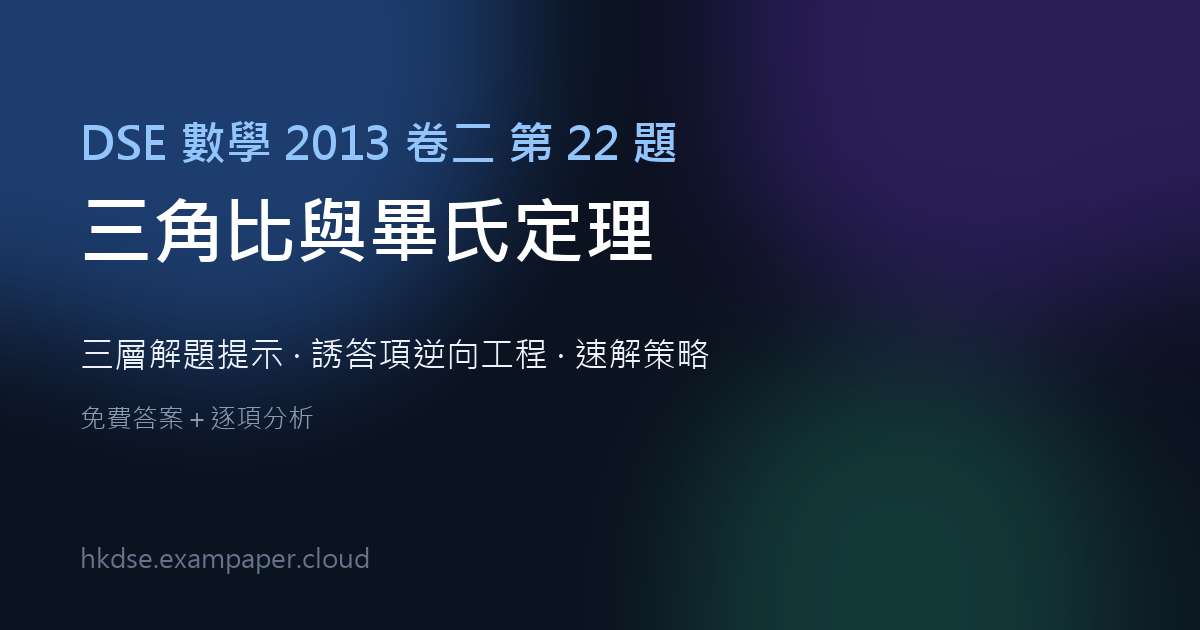 DSE 數學 2013 卷二 第 22 題
三角比與畢氏定理
三層解題提示 · 誘答項逆向工程 · 速解策略
免費答案 + 逐項分析
hkdse.exampaper.cloud